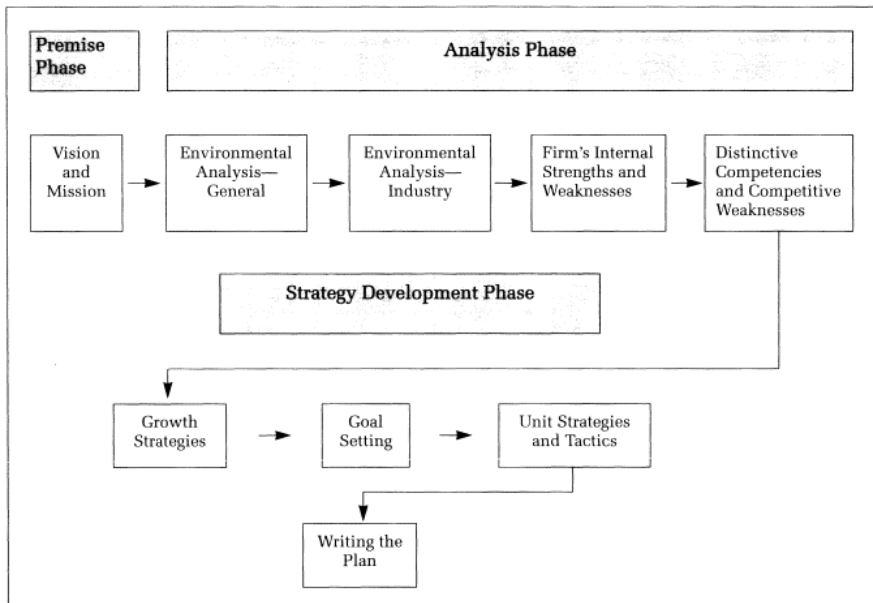 Premise
Phase
Analysis Phase
Vision
and
Mission
Environmental
Analysis—
General
Environmental
Analysis—
Industry
Firm's Internal
Strengths and
Weaknesses
Distinctive
Competencies
and Competitive
Weaknesses
Strategy Development Phase
Growth
Strategies
Goal
Setting
Unit Strategies
and Tactics
Writing the
Plan